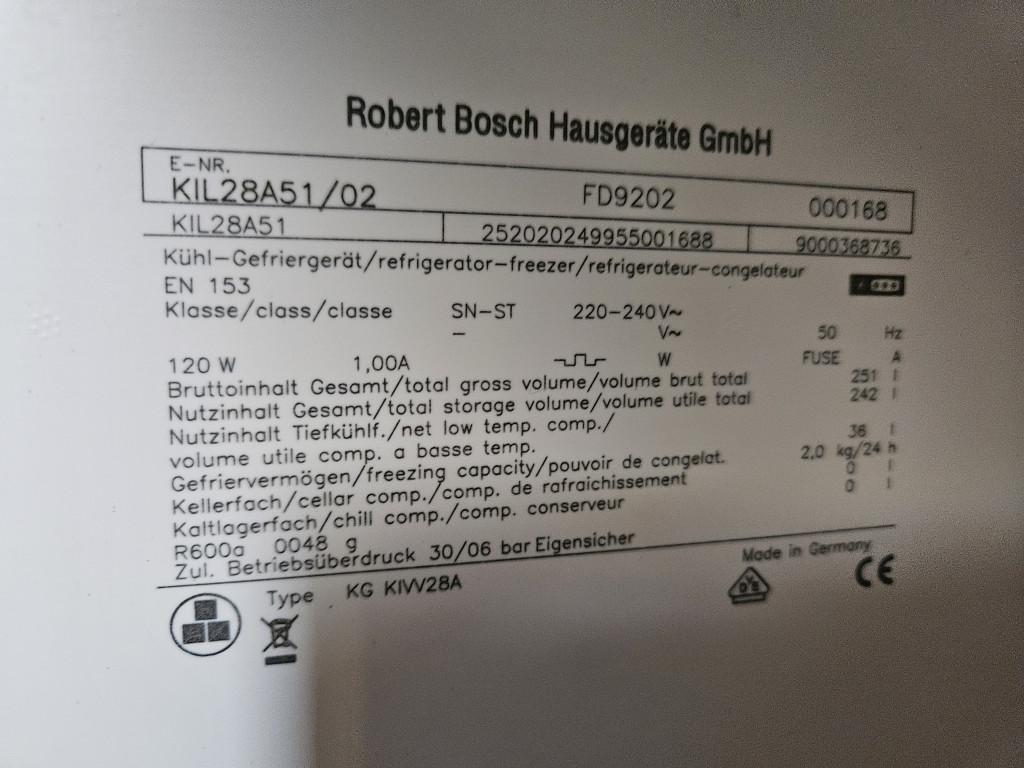 Robert Bosch Hausgeräte GmbH
E-NR.
KIL28A51/02 FD9202 000168
KIL28A51 252020249955001688 9000368736
Kühl-Gefriergerät/refrigerator-freezer/refrigerateur-congelateur
EN 153
Klasse/class/classe SN-ST 220-240V~
- V~ 50 Hz
120 W 1,00A W FUSE A
Bruttoinhalt Gesamt/total gross volume/volume brut total 251 l
Nutzinhalt Gesamt/total storage volume/volume utile total 242 l
Nutzinhalt Tiefkühlf./net low temp. comp./
volume utile comp. a basse temp. 36 l
Gefriervermögen/freezing capacity/pouvoir de congelat. 2,0 kg/24 h
Kellerfach/cellar comp./comp. de rafraichissement 0 l
Kaltlagerfach/chill comp./comp. conserveur 0 l
R600a 0048 g
Zul. Betriebsüberdruck 30/06 bar Eigensicher
Made in Germany
Type KG KIVV28A
DVE CE